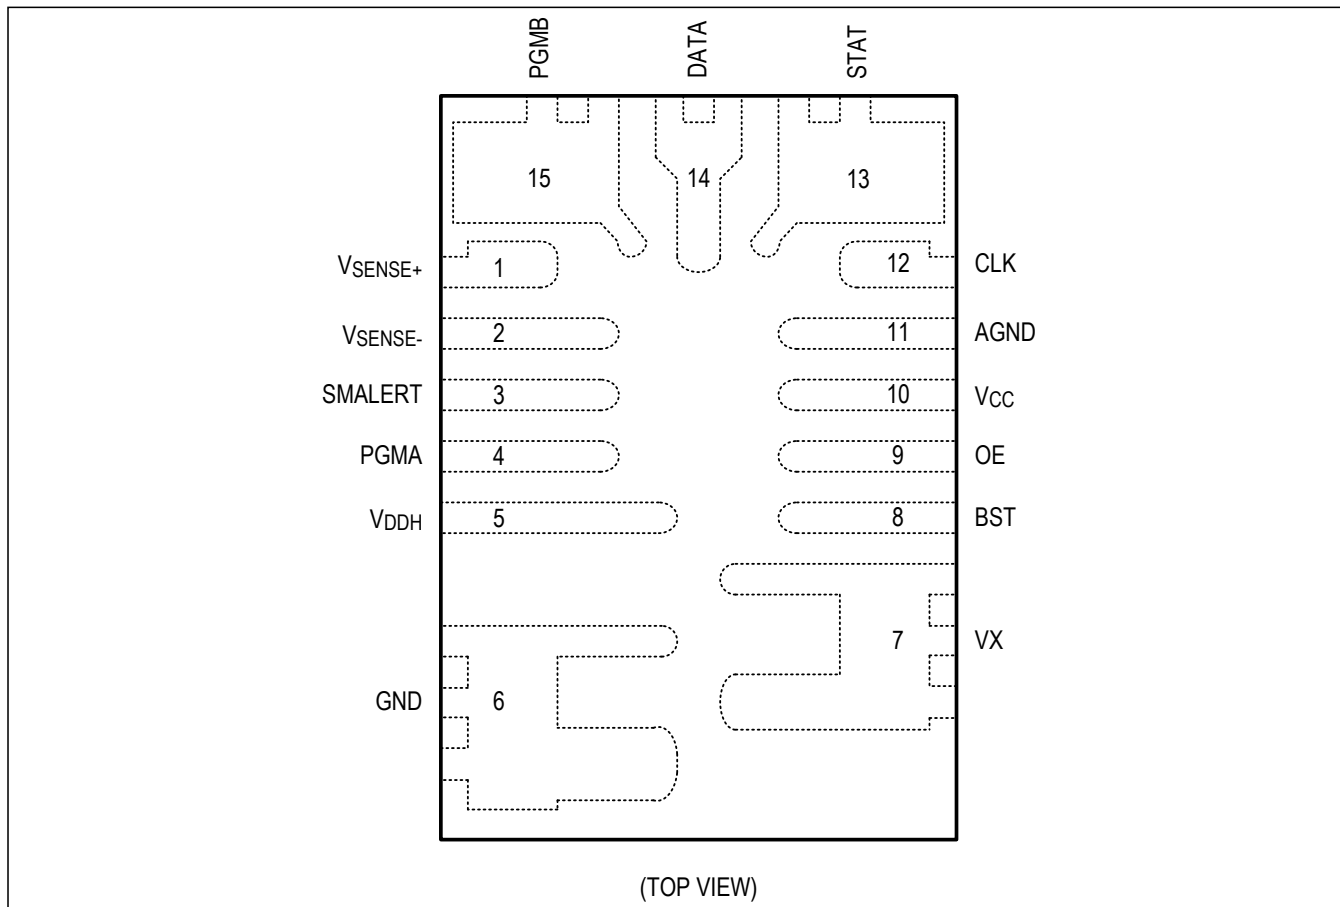 PGMB DATA STAT
15 14 13
VSENSE+ 1 12 CLK
VSENSE- 2 11 AGND
SMALERT 3 10 VCC
PGMA 4 9 OE
VDDH 5 8 BST
7 VX
GND 6
(TOP VIEW)